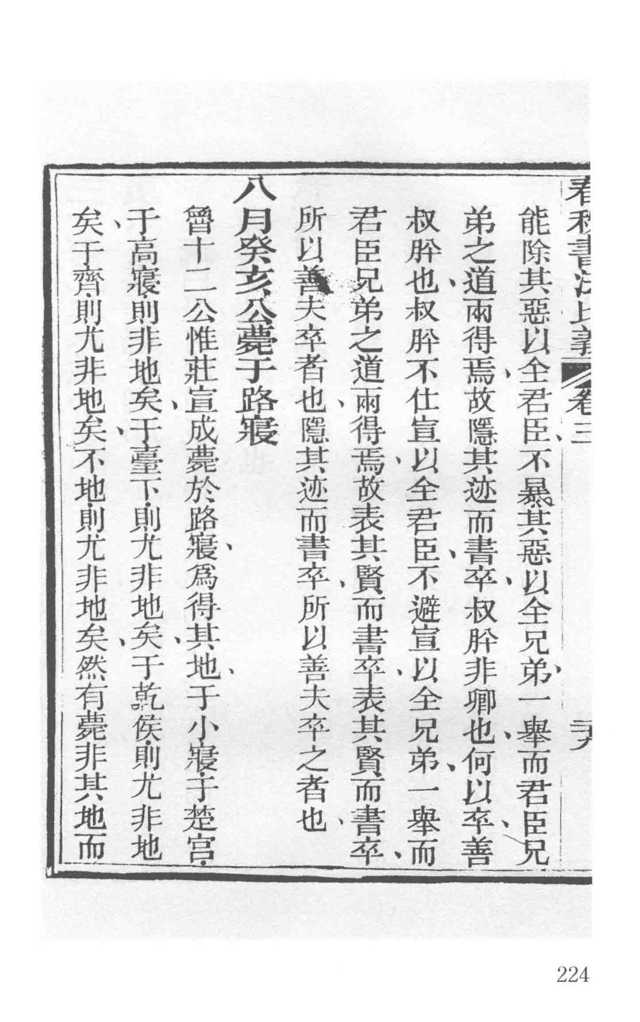 春秋書法比義 卷三 六
能除其惡以全君臣、不暴其惡以全兄弟、一舉而君臣兄
弟之道兩得焉、故隱其迹而書卒、叔肸非卿也、何以卒、善
叔肸也、叔肸不仕宣、以全君臣、不避宣、以全兄弟、一舉而
君臣兄弟之道、兩得焉、故表其賢而書卒、表其賢而書卒、
所以善夫卒者也、隱其迹而書卒、所以善夫卒之者也、
八月癸亥公薨于路寢
魯十二公惟莊宣成薨於路寢、爲得其地、于小寢、于楚宮、
于高寢、則非地矣、于臺下、則尤非地矣、于乾侯、則尤非地
矣、于齊、則尤非地矣、不地、則尤非地矣、然有薨非其地而
224